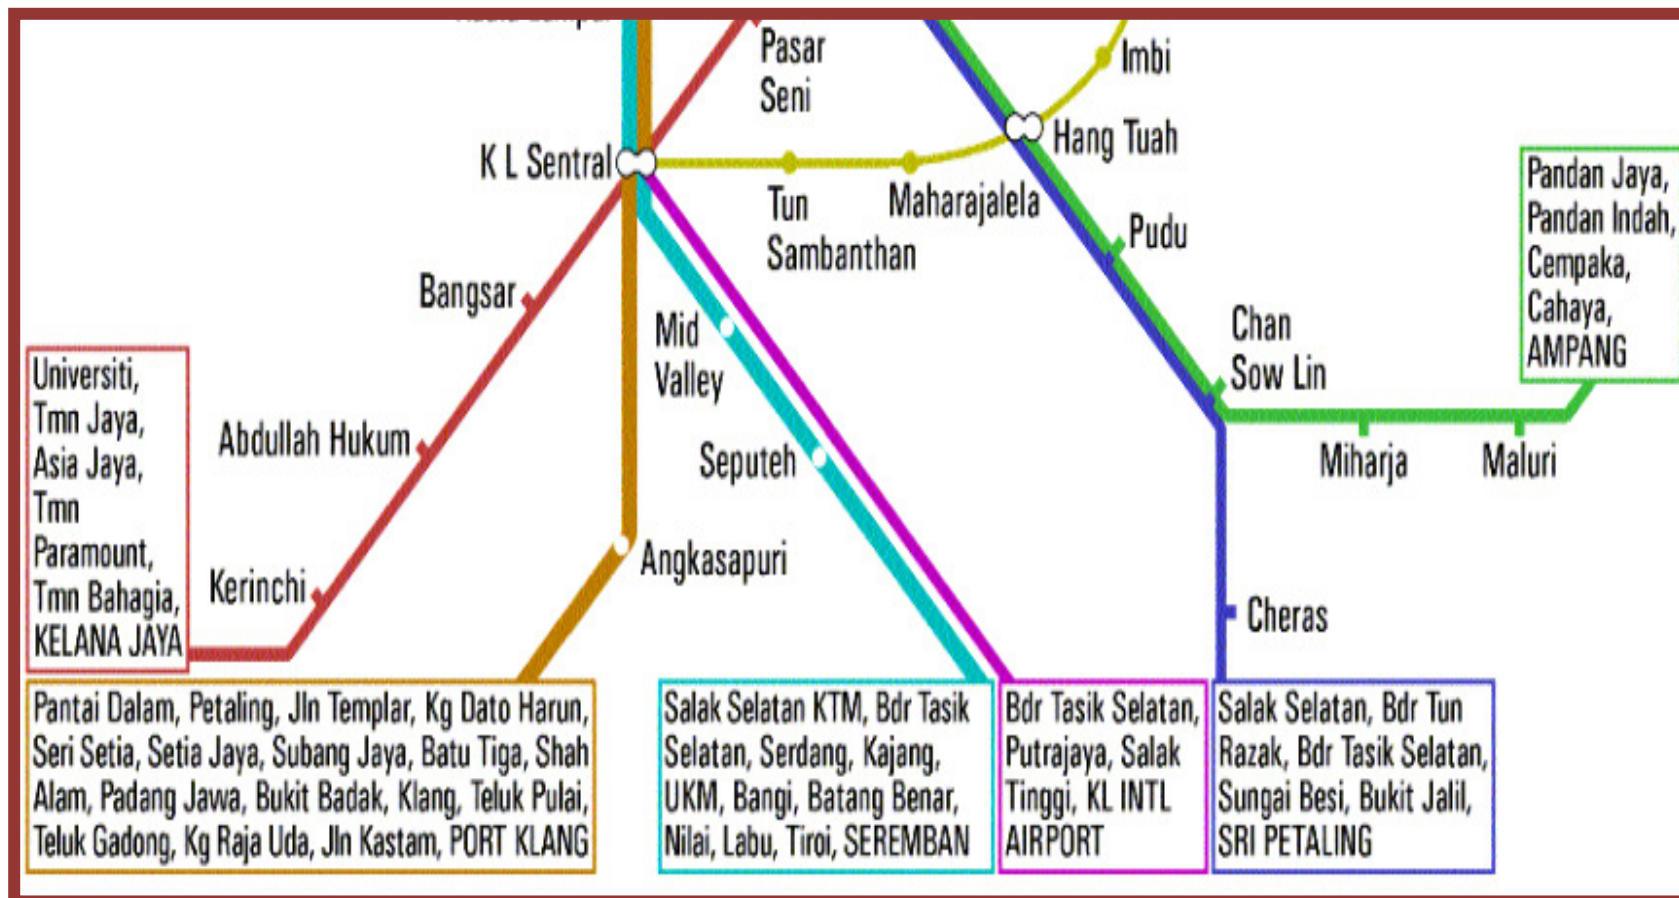 Pasar
Seni
Imbi
Hang Tuah
K L Sentral
Tun
Sambanthan
Maharajalela
Pudu
Pandan Jaya,
Pandan Indah,
Cempaka,
Cahaya,
AMPANG
Bangsar
Mid
Valley
Chan
Sow Lin
Universiti,
Tmn Jaya,
Asia Jaya,
Tmn
Paramount,
Tmn Bahagia,
KELANA JAYA
Abdullah Hukum
Seputeh
Miharja
Maluri
Kerinchi
Angkasapuri
Cheras
Pantai Dalam, Petaling, Jln Templar, Kg Dato Harun,
Seri Setia, Setia Jaya, Subang Jaya, Batu Tiga, Shah
Alam, Padang Jawa, Bukit Badak, Klang, Teluk Pulai,
Teluk Gadong, Kg Raja Uda, Jln Kastam, PORT KLANG
Salak Selatan KTM, Bdr Tasik
Selatan, Serdang, Kajang,
UKM, Bangi, Batang Benar,
Nilai, Labu, Tiroi, SEREMBAN
Bdr Tasik Selatan,
Putrajaya, Salak
Tinggi, KL INTL
AIRPORT
Salak Selatan, Bdr Tun
Razak, Bdr Tasik Selatan,
Sungai Besi, Bukit Jalil,
SRI PETALING